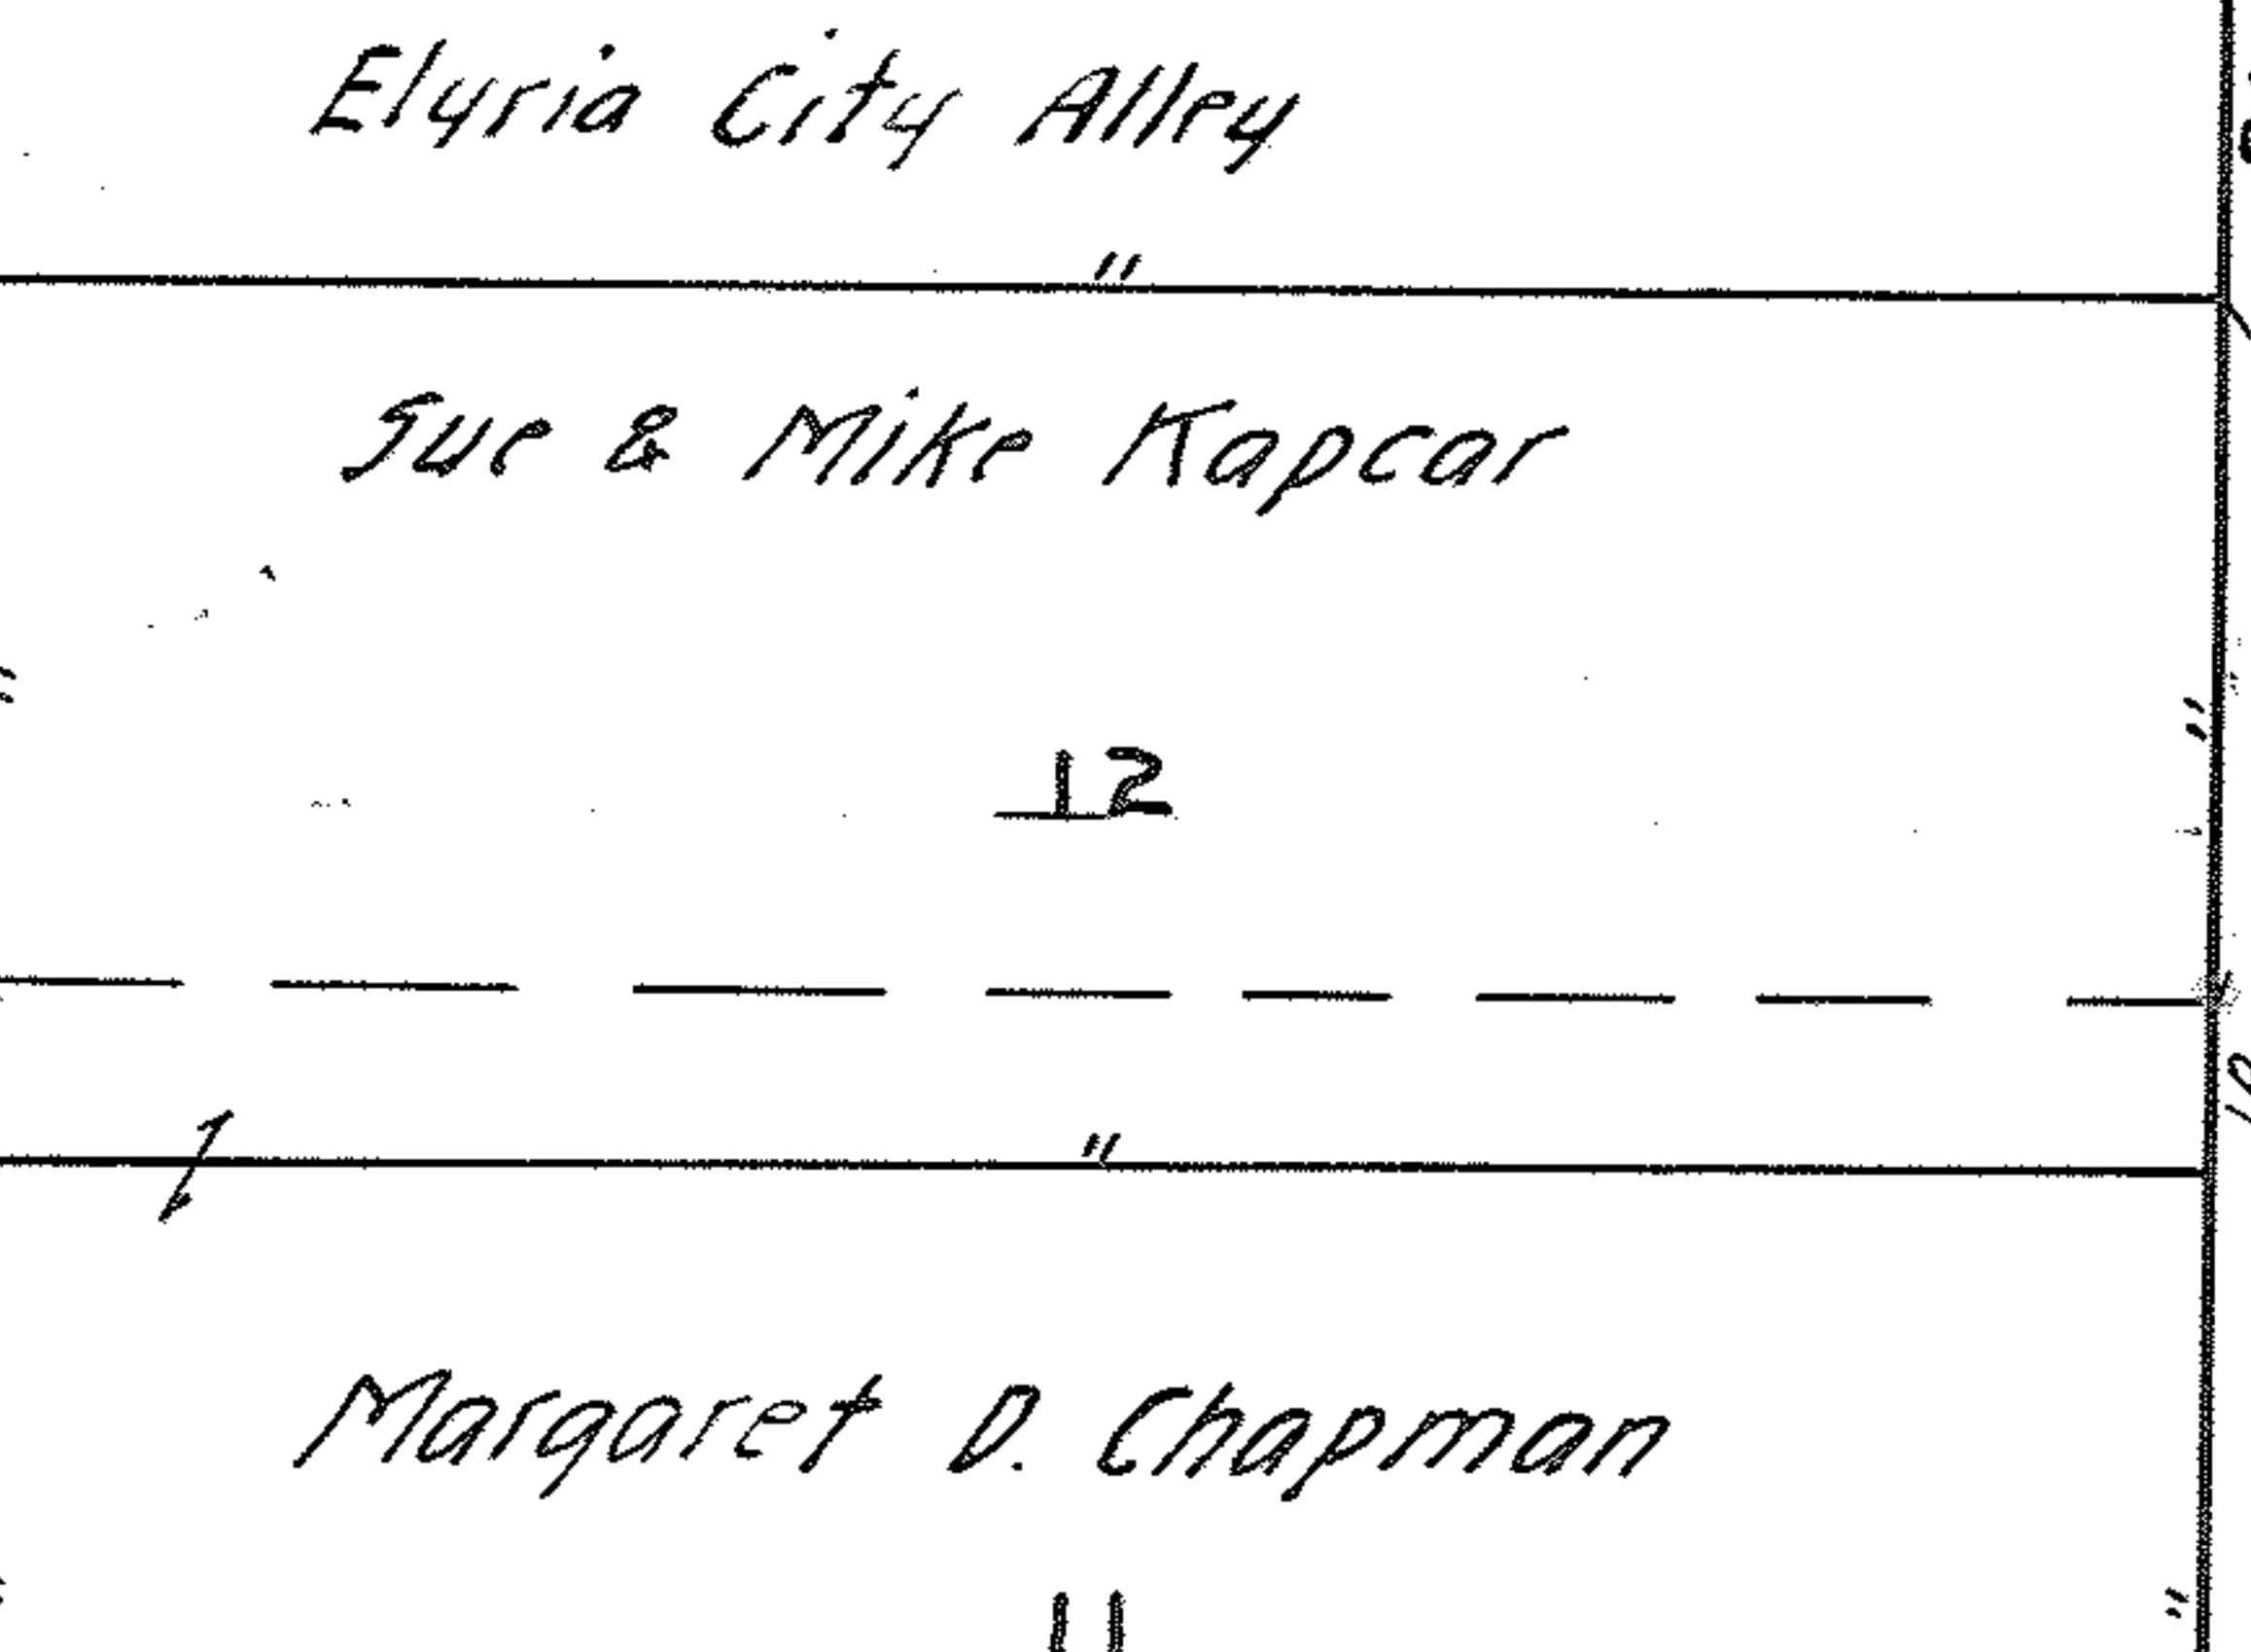 Elyria City Alley
"
Sue & Mike Kapcar
"
12
"
Margaret D. Chapman
"
11